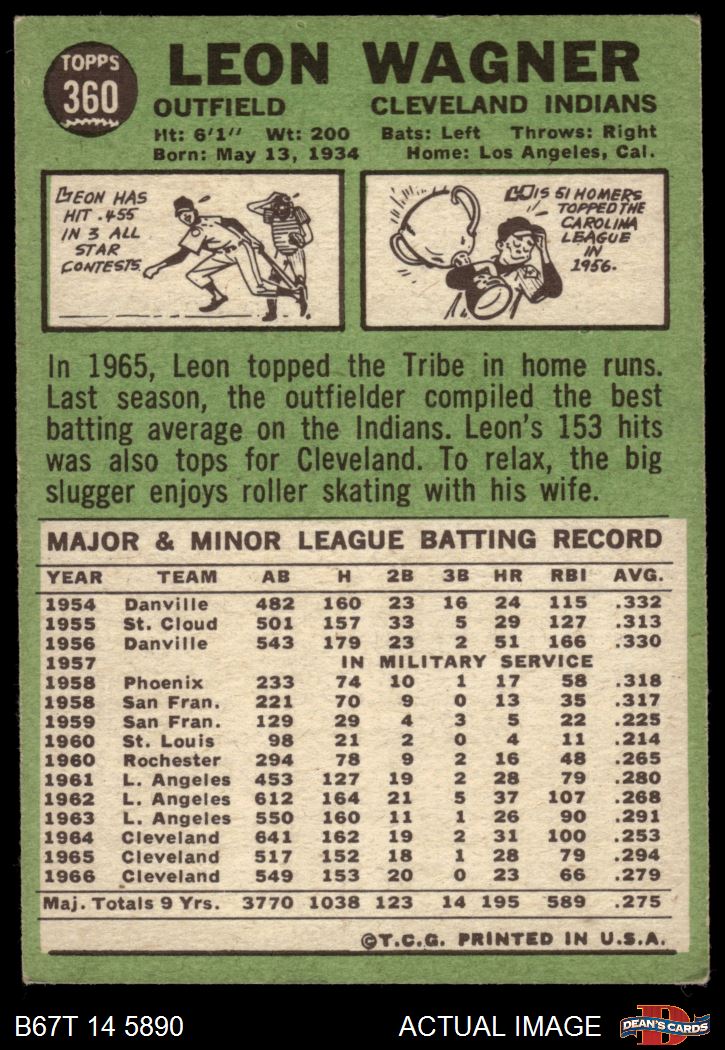 TOPPS
360
LEON WAGNER
OUTFIELD CLEVELAND INDIANS
Ht: 6'1" Wt: 200 Bats: Left Throws: Right
Born: May 13, 1934 Home: Los Angeles, Cal.
LEON HAS
HIT .455
IN 3 ALL
STAR
CONTESTS.
HIS 51 HOMERS
TOPPED THE
CAROLINA
LEAGUE
IN
1956.
In 1965, Leon topped the Tribe in home runs.
Last season, the outfielder compiled the best
batting average on the Indians. Leon's 153 hits
was also tops for Cleveland. To relax, the big
slugger enjoys roller skating with his wife.
MAJOR & MINOR LEAGUE BATTING RECORD
YEAR TEAM AB H 2B 3B HR RBI AVG.
1954 Danville 482 160 23 16 24 115 .332
1955 St. Cloud 501 157 33 5 29 127 .313
1956 Danville 543 179 23 2 51 166 .330
1957 IN MILITARY SERVICE
1958 Phoenix 233 74 10 1 17 58 .318
1958 San Fran. 221 70 9 0 13 35 .317
1959 San Fran. 129 29 4 3 5 22 .225
1960 St. Louis 98 21 2 0 4 11 .214
1960 Rochester 294 78 9 2 16 48 .265
1961 L. Angeles 453 127 19 2 28 79 .280
1962 L. Angeles 612 164 21 5 37 107 .268
1963 L. Angeles 550 160 11 1 26 90 .291
1964 Cleveland 641 162 19 2 31 100 .253
1965 Cleveland 517 152 18 1 28 79 .294
1966 Cleveland 549 153 20 0 23 66 .279
Maj. Totals 9 Yrs. 3770 1038 123 14 195 589 .275
©T.C.G. PRINTED IN U.S.A.
B67T 14 5890 ACTUAL IMAGE
D
DEAN'S CARDS